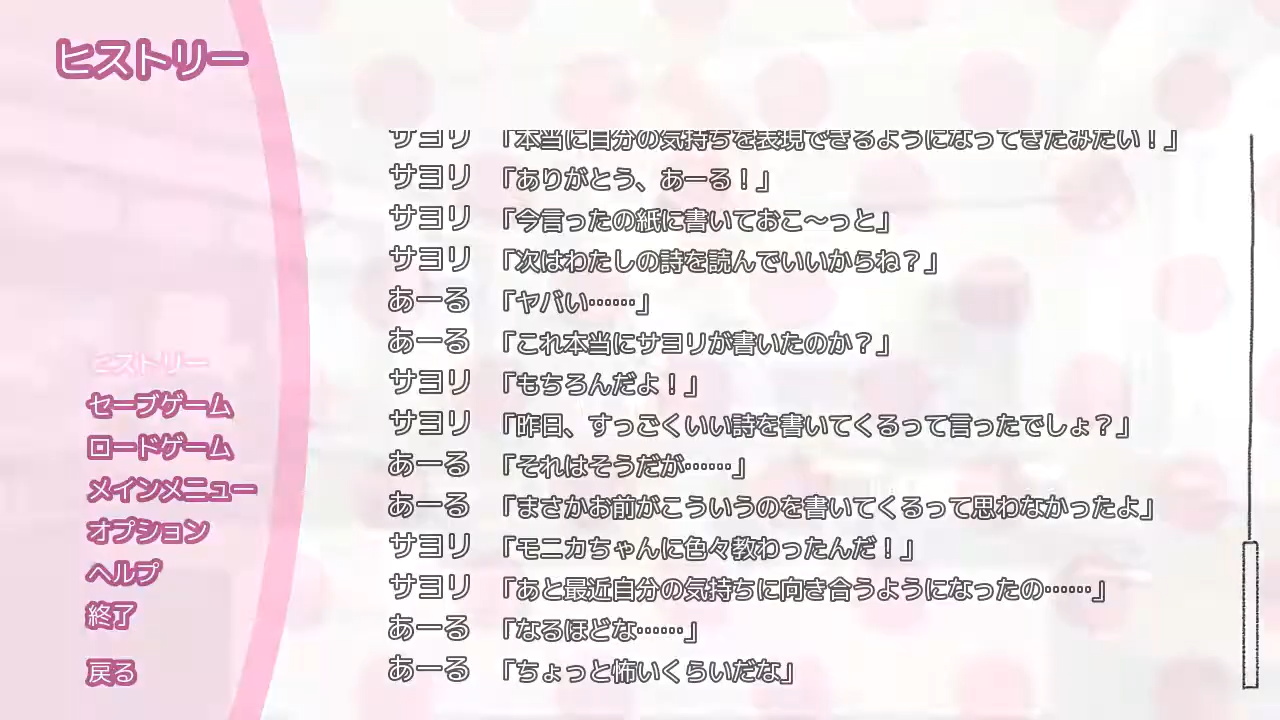 ヒストリー
サヨリ 「本当に自分の気持ちを表現できるようになってきたみたい！」
サヨリ 「ありがとう、あーる！」
サヨリ 「今言ったの紙に書いておこ～っと」
サヨリ 「次はわたしの詩を読んでいいからね？」
あーる 「ヤバい……」
あーる 「これ本当にサヨリが書いたのか？」
サヨリ 「もちろんだよ！」
サヨリ 「昨日、すっごくいい詩を書いてくるって言ったでしょ？」
あーる 「それはそうだが……」
あーる 「まさかお前がこういうのを書いてくるって思わなかったよ」
サヨリ 「モニカちゃんに色々教わったんだ！」
サヨリ 「あと最近自分の気持ちに向き合うようになったの……」
あーる 「なるほどな……」
あーる 「ちょっと怖いくらいだな」
ヒストリー
セーブゲーム
ロードゲーム
メインメニュー
オプション
ヘルプ
終了
戻る